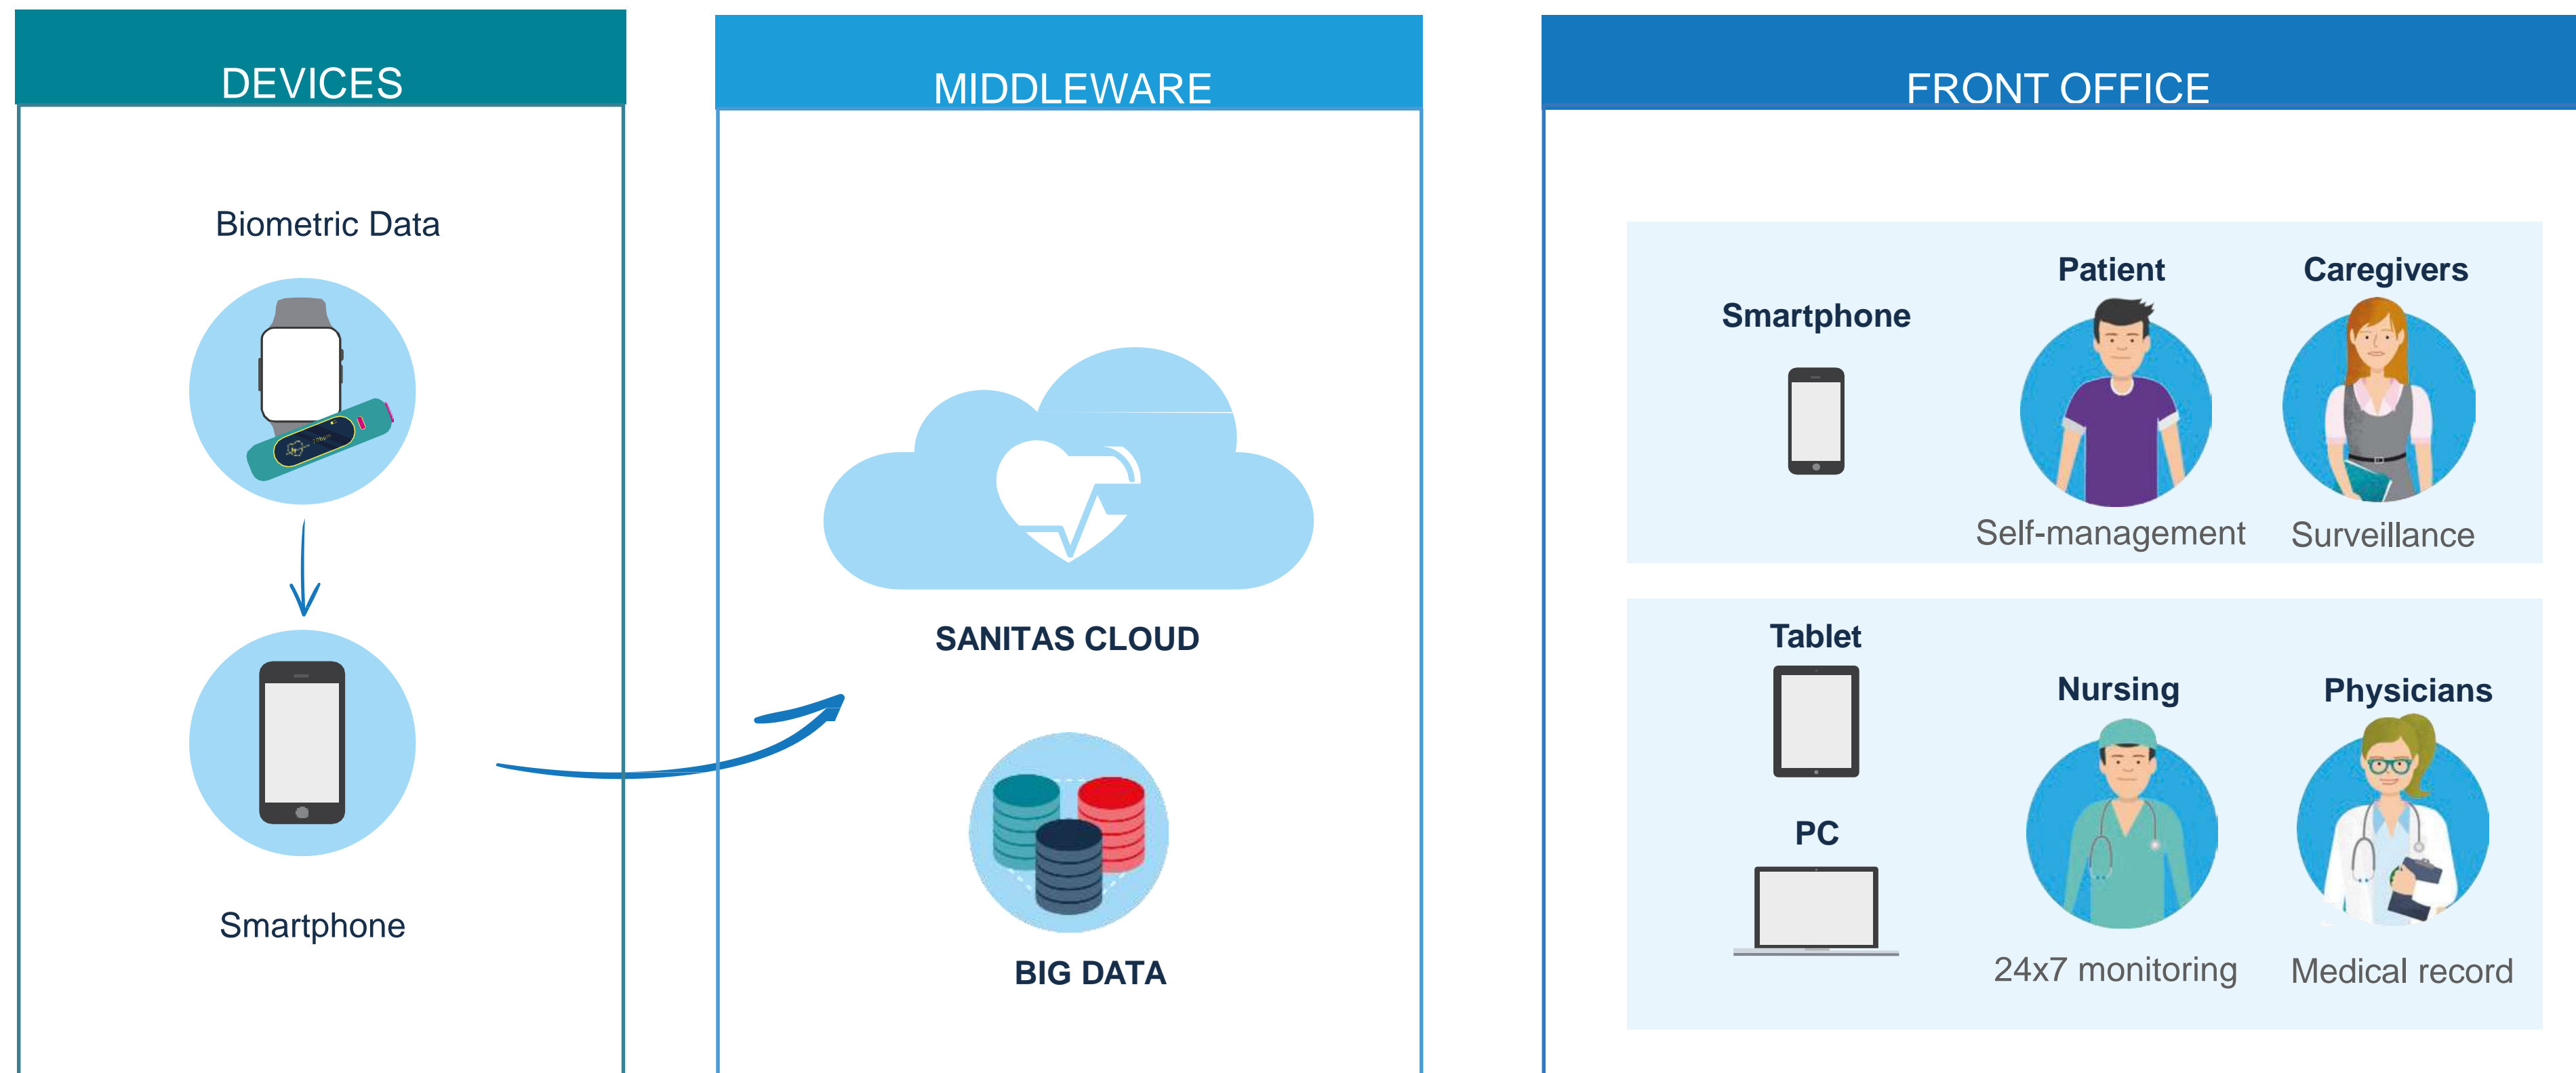 DEVICES
Biometric Data
Smartphone
MIDDLEWARE
SANITAS CLOUD
BIG DATA
FRONT OFFICE
Smartphone
Patient
Self-management
Caregivers
Surveillance
Tablet
PC
Nursing
24x7 monitoring
Physicians
Medical record